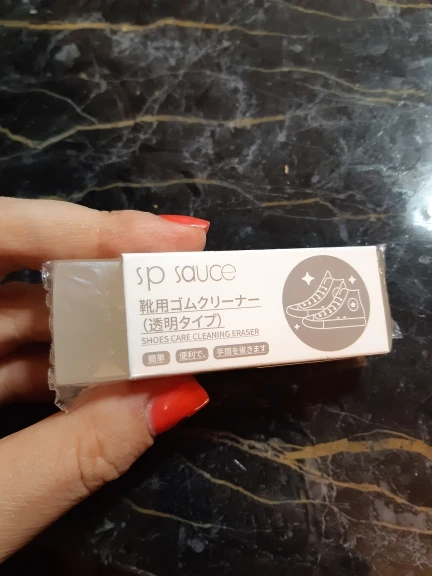 sp sauce
靴用ゴムクリーナー
(透明タイプ)
SHOES CARE CLEANING ERASER
簡単 便利で、 手間を省きます